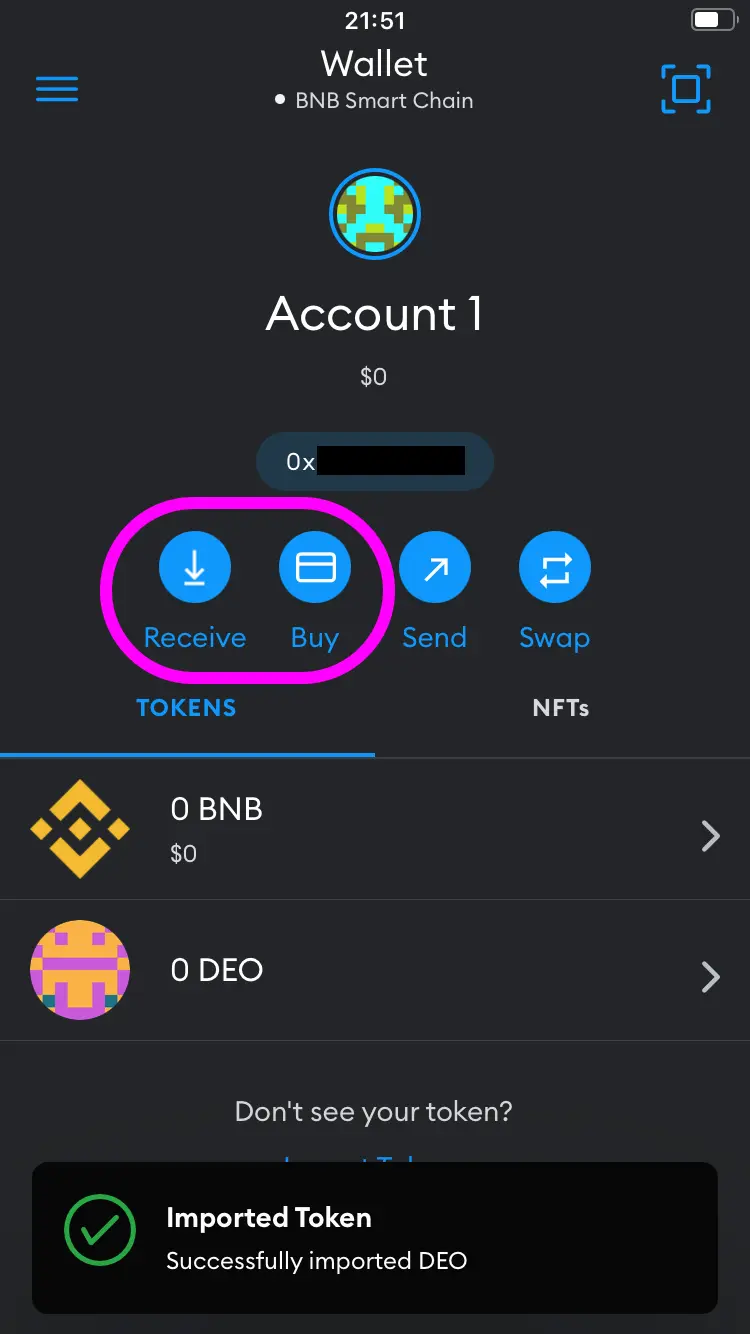 21:51
Wallet
BNB Smart Chain
Account 1
$0
0x
Receive Buy Send Swap
TOKENS NFTs
0 BNB
$0
0 DEO
Don't see your token?
Imported Token
Successfully imported DEO